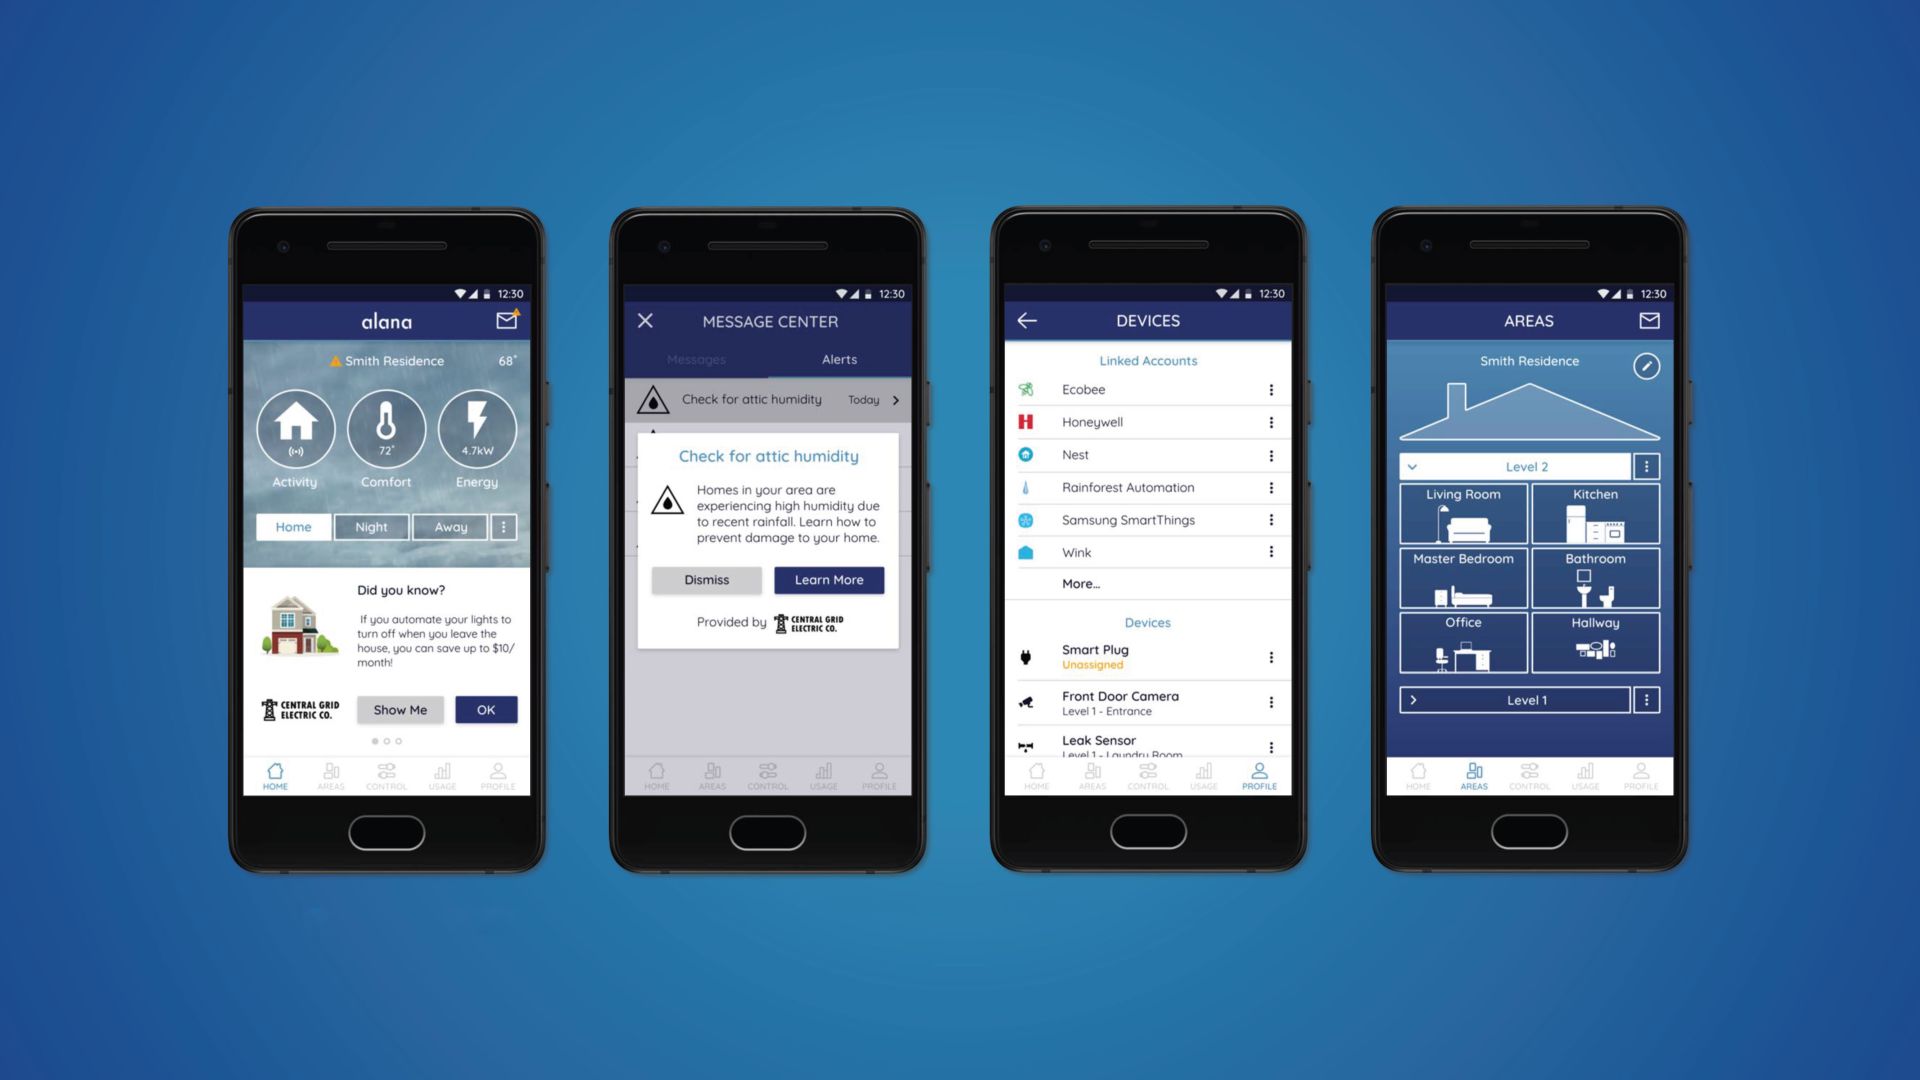 12:30
alana
Smith Residence
68°
72°
4.7kW
Activity
Comfort
Energy
Home
Night
Away
Did you know?
If you automate your lights to
turn off when you leave the
house, you can save up to $10/
month!
CENTRAL GRID
ELECTRIC CO.
Show Me
OK
HOME
AREAS
CONTROL
USAGE
PROFILE
12:30
MESSAGE CENTER
Messages
Alerts
Check for attic humidity
Today
Check for attic humidity
Homes in your area are
experiencing high humidity due
to recent rainfall. Learn how to
prevent damage to your home.
Dismiss
Learn More
Provided by
CENTRAL GRID
ELECTRIC CO.
HOME
AREAS
CONTROL
USAGE
PROFILE
12:30
DEVICES
Linked Accounts
Ecobee
H
Honeywell
Nest
Rainforest Automation
Samsung SmartThings
Wink
More...
Devices
Smart Plug
Unassigned
Front Door Camera
Level 1 - Entrance
Leak Sensor
Level 1 - Laundry Room
HOME
AREAS
CONTROL
USAGE
PROFILE
12:30
AREAS
Smith Residence
Level 2
Living Room
Kitchen
Master Bedroom
Bathroom
Office
Hallway
Level 1
HOME
AREAS
CONTROL
USAGE
PROFILE